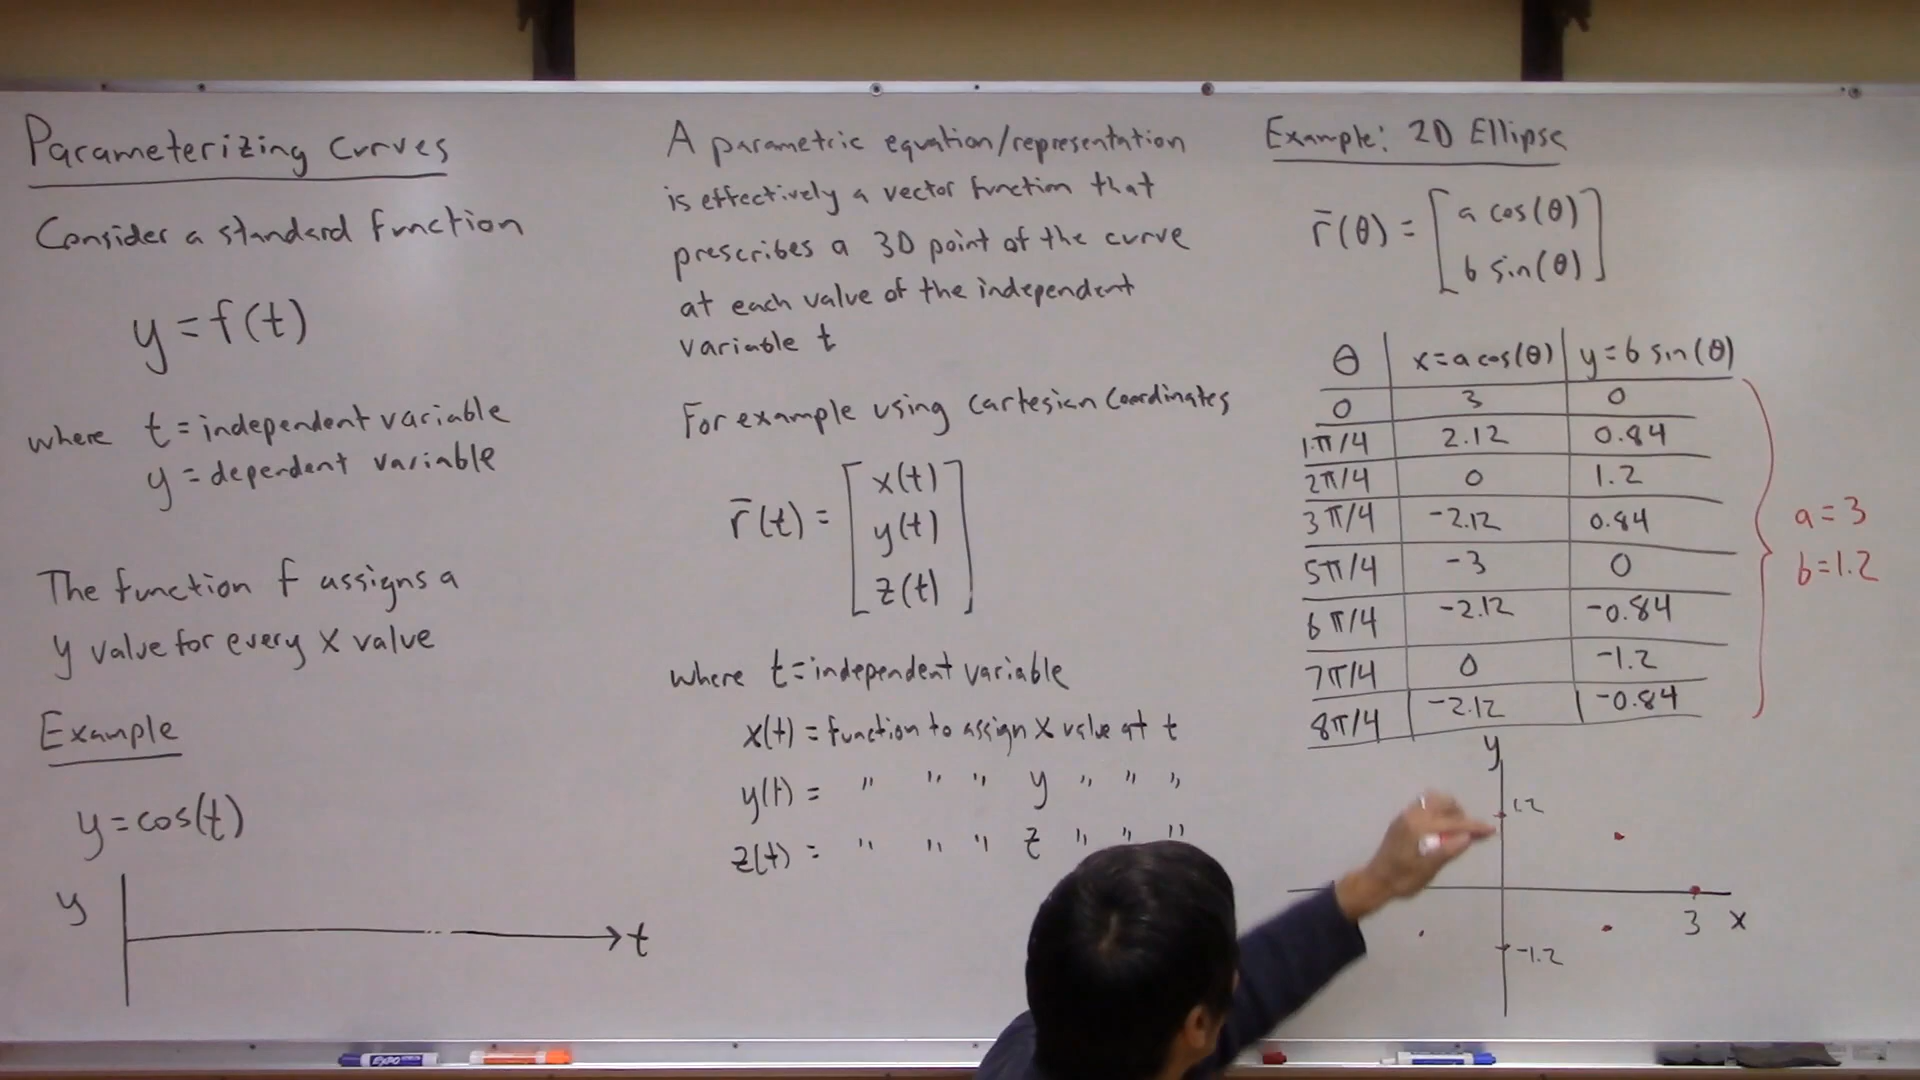 Parameterizing Curves
Consider a standard function
y = f(t)
where t = independent variable
y = dependent variable
The function f assigns a
y value for every x value
Example
y = cos(t)
y
t
A parametric equation/representation
is effectively a vector function that
prescribes a 3D point of the curve
at each value of the independent
variable t
For example using Cartesian Coordinates
r̄(t) = [x(t)
y(t)
z(t)]
where t = independent variable
x(t) = function to assign x value at t
y(t) = " " " y " " "
z(t) = " " " z " " "
Example: 2D Ellipse
r̄(θ) = [a cos(θ)
b sin(θ)]
θ | x = a cos(θ) | y = b sin(θ)
0 | 3 | 0
1π/4 | 2.12 | 0.84
2π/4 | 0 | 1.2
3π/4 | -2.12 | 0.84
5π/4 | -3 | 0
6π/4 | -2.12 | -0.84
7π/4 | 0 | -1.2
8π/4 | -2.12 | -0.84
a = 3
b = 1.2
y
1.2
3 x
-1.2
EXPO